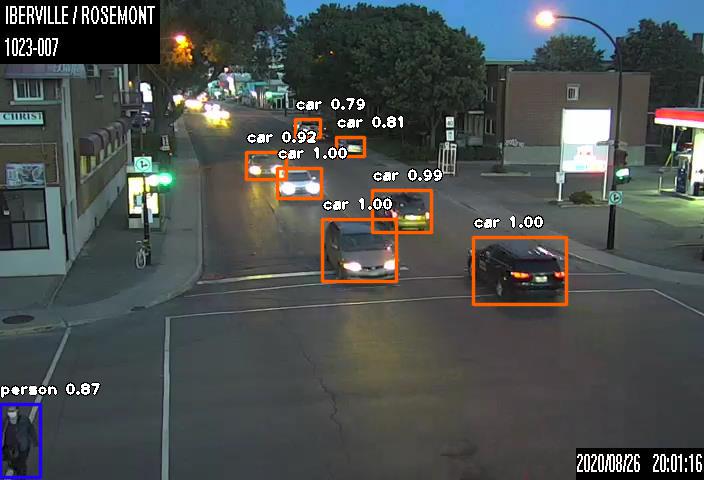 IBERVILLE / ROSEMONT
1023-007
car 0.79
car 0.81
car 0.92
car 1.00
car 0.99
CHRIST
car 1.00
car 1.00
person 0.87
2020/08/26 20:01:16